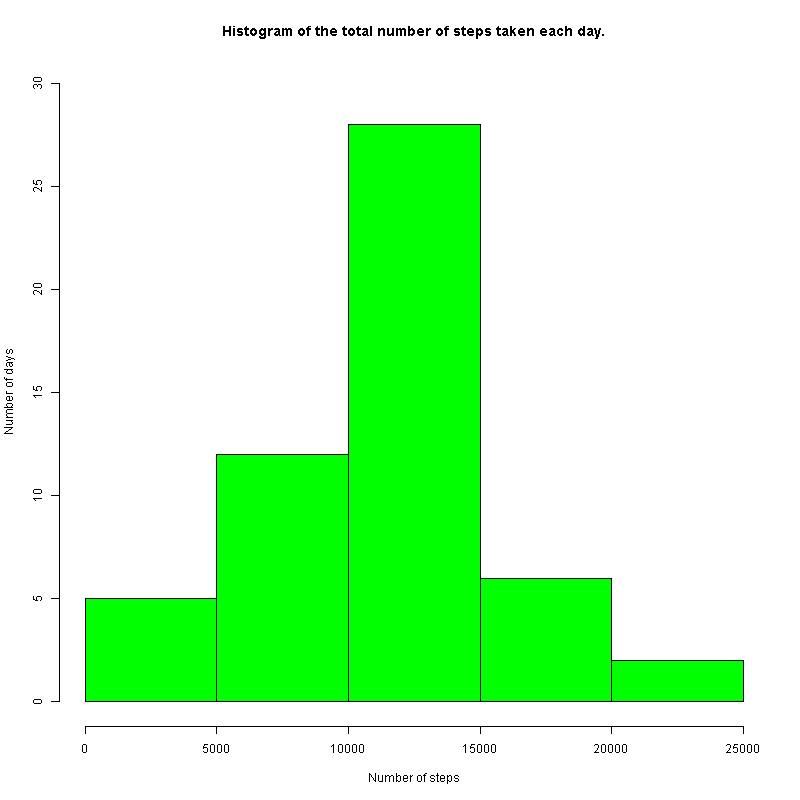 Histogram of the total number of steps taken each day.
30
25
20
15
10
5
0
Number of days
0 5000 10000 15000 20000 25000
Number of steps